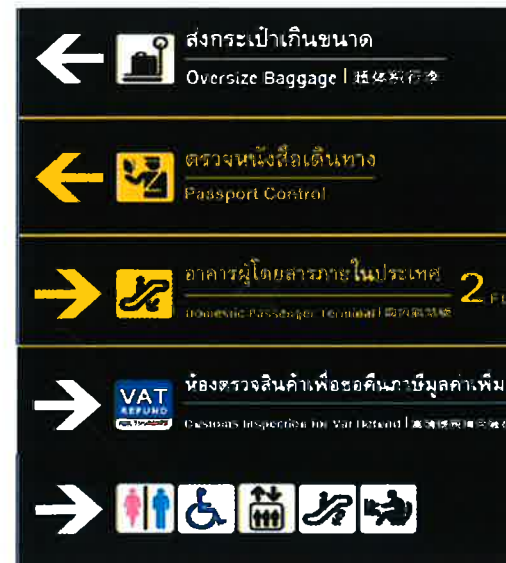 ส่งกระเป๋าเกินขนาด
Oversize Baggage |
ตรวจหนังสือเดินทาง
Passport Control
อาคารผู้โดยสารภายในประเทศ 2
Domestic Passenger Terminal |
VAT
REFUND
ห้องตรวจสินค้าเพื่อขอคืนภาษีมูลค่าเพิ่ม
Customs Inspection for Vat Refund |